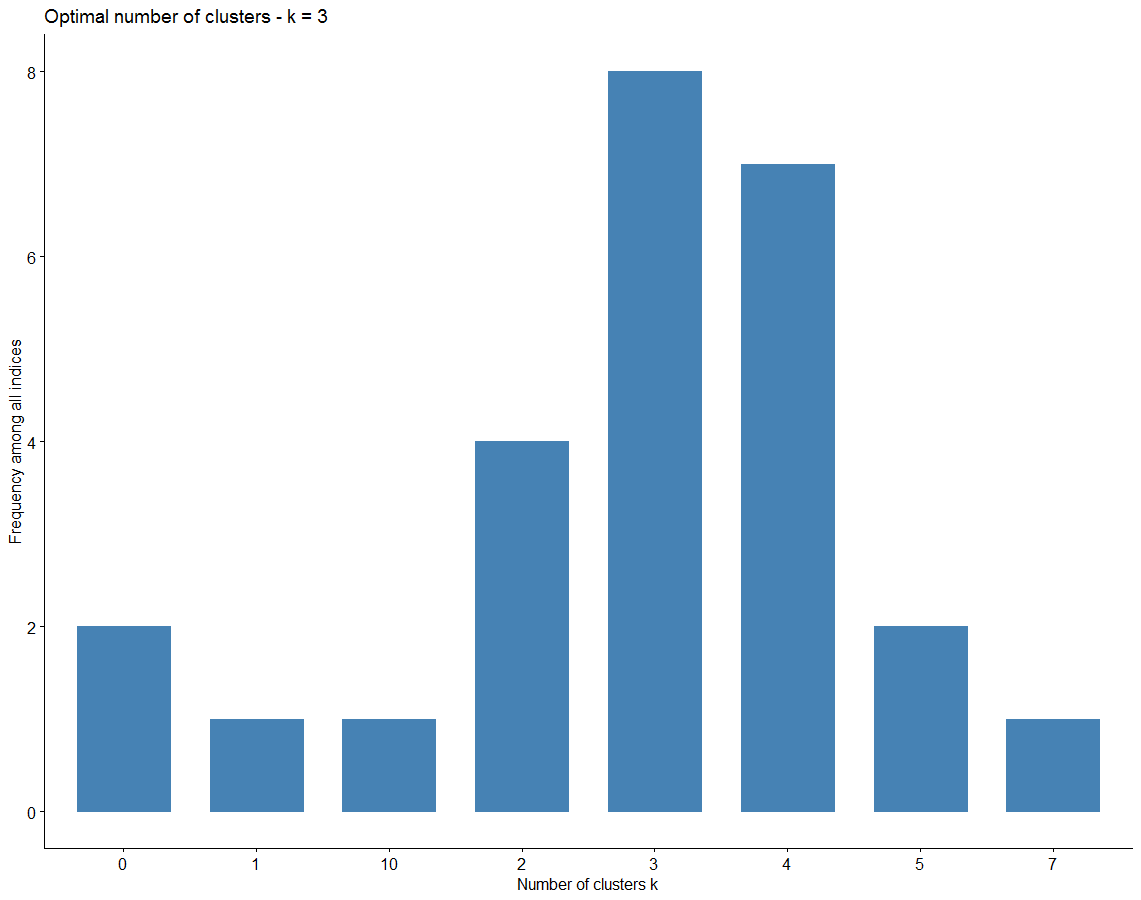 Optimal number of clusters - k = 3
Frequency among all indices
8
6
4
2
0
0 1 10 2 3 4 5 7
Number of clusters k